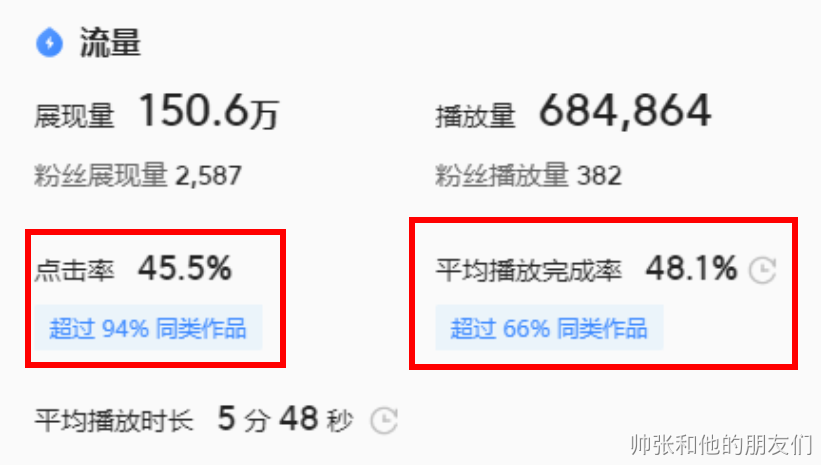 流量
展现量 150.6万 播放量 684,864
粉丝展现量 2,587 粉丝播放量 382
点击率 45.5% 平均播放完成率 48.1%
超过 94% 同类作品 超过 66% 同类作品
平均播放时长 5 分 48 秒
帅张和他的朋友们